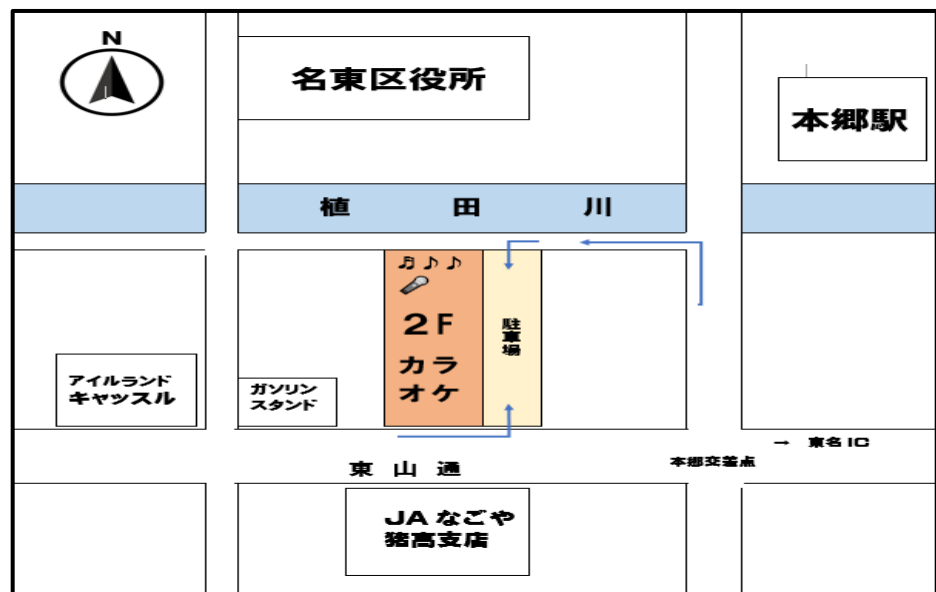 N
名東区役所
本郷駅
植田川
2F
カラ
オケ
駐車場
アイルランド
キャッスル
ガソリン
スタンド
→ 東名IC
本郷交差点
東山通
JAなごや
猪高支店